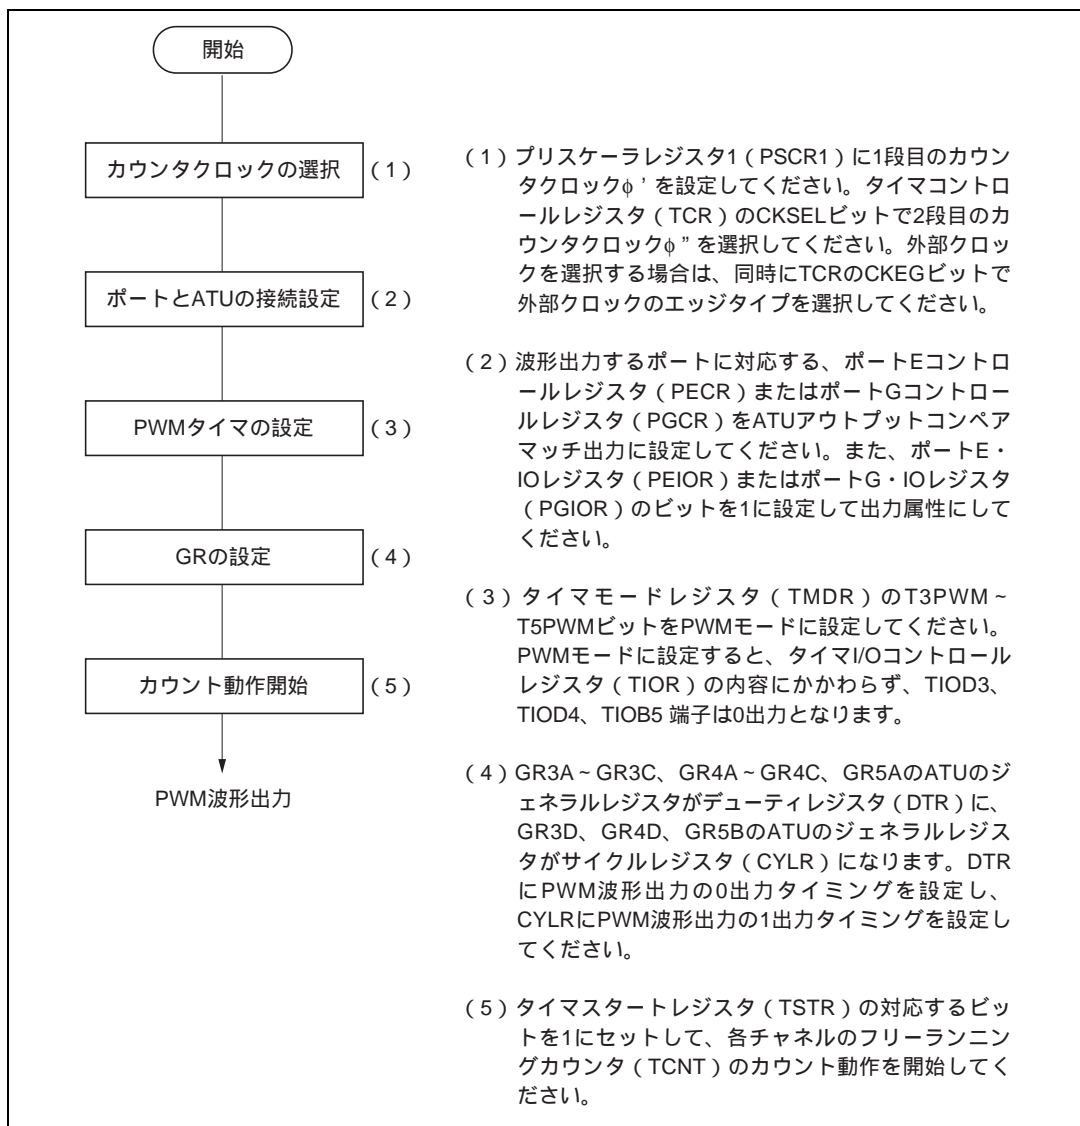 開始
カウンタクロックの選択
(1)
ポートとATUの接続設定
(2)
PWMタイマの設定
(3)
GRの設定
(4)
カウント動作開始
(5)
PWM波形出力
(1)プリスケーラレジスタ1(PSCR1)に1段目のカウン
タクロックφ'を設定してください。タイマコントロ
ールレジスタ(TCR)のCKSELビットで2段目のカ
ウンタクロックφ"を選択してください。外部クロッ
クを選択する場合は、同時にTCRのCKEGビットで
外部クロックのエッジタイプを選択してください。
(2)波形出力するポートに対応する、ポートEコントロ
ールレジスタ(PECR)またはポートGコントロー
ルレジスタ(PGCR)をATUアウトプットコンペア
マッチ出力に設定してください。また、ポートE・
IOレジスタ(PEIOR)またはポートG・IOレジスタ
(PGIOR)のビットを1に設定して出力属性にして
ください。
(3)タイマモードレジスタ(TMDR)のT3PWM~
T5PWMビットをPWMモードに設定してください。
PWMモードに設定すると、タイマI/Oコントロール
レジスタ(TIOR)の内容にかかわらず、TIOD3、
TIOD4、TIOB5 端子は0出力となります。
(4)GR3A~GR3C、GR4A~GR4C、GR5AのATUのジ
ェネラルレジスタがデューティレジスタ(DTR)に、
GR3D、GR4D、GR5BのATUのジェネラルレジス
タがサイクルレジスタ(CYLR)になります。DTR
にPWM波形出力の0出力タイミングを設定し、
CYLRにPWM波形出力の1出力タイミングを設定し
てください。
(5)タイマスタートレジスタ(TSTR)の対応するビッ
トを1にセットして、各チャネルのフリーランニン
グカウンタ(TCNT)のカウント動作を開始してく
ださい。